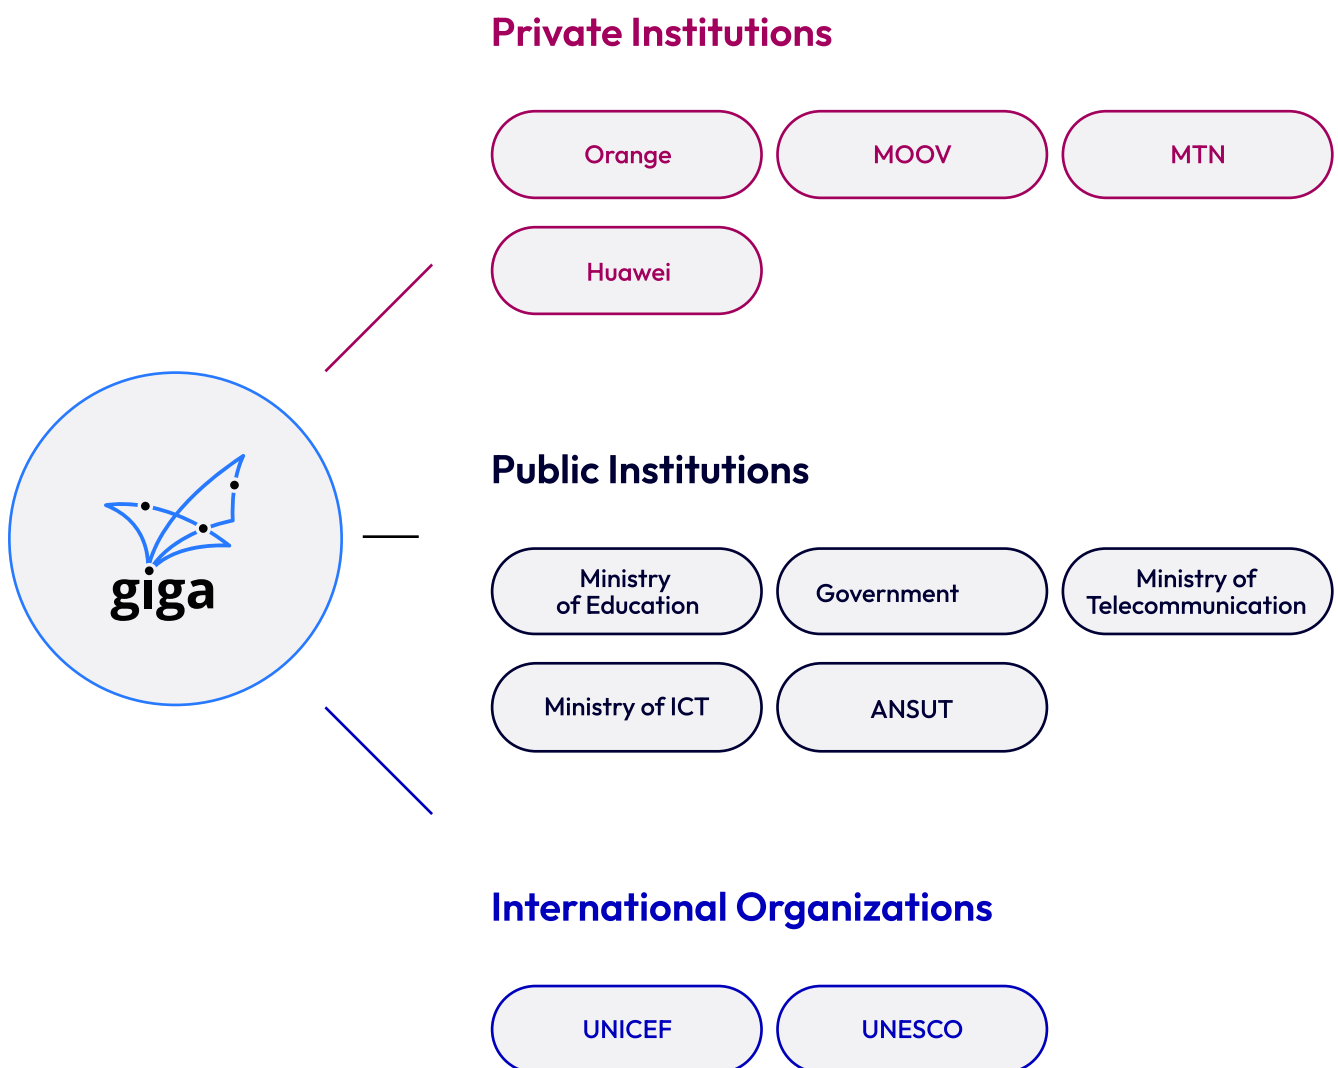 Private Institutions
Orange
MOOV
MTN
Huawei
giga
Public Institutions
Ministry
of Education
Government
Ministry of
Telecommunication
Ministry of ICT
ANSUT
International Organizations
UNICEF
UNESCO